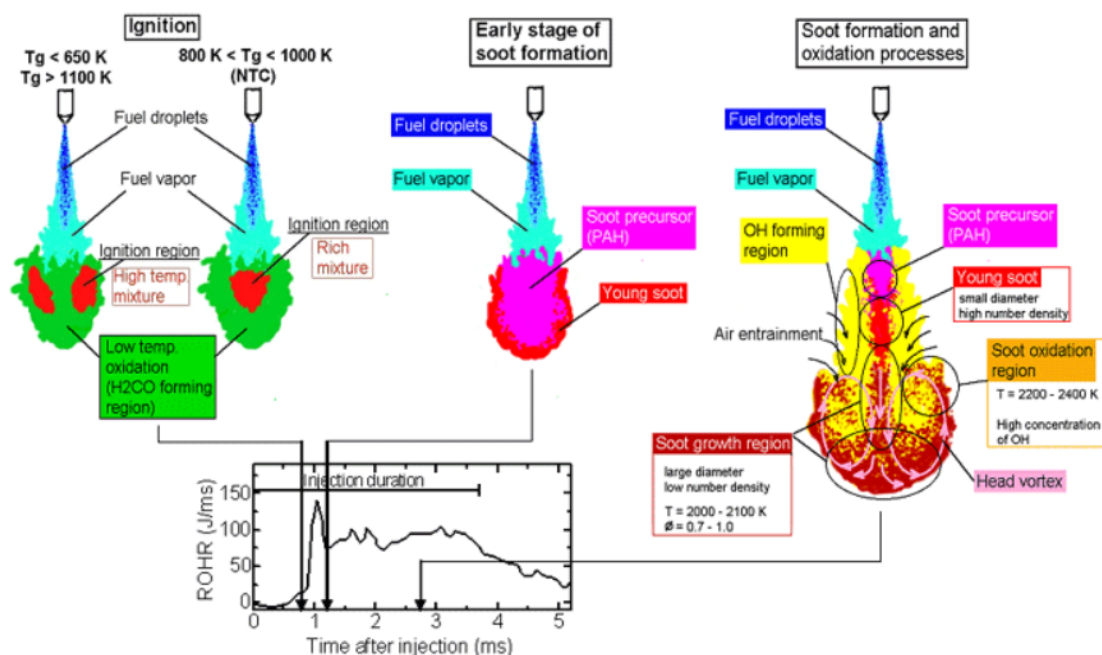 Ignition
Tg < 650 K
Tg > 1100 K
800 K < Tg < 1000 K
(NTC)
Fuel droplets
Fuel vapor
Ignition region
High temp.
mixture
Ignition region
Rich
mixture
Low temp.
oxidation
(H2CO forming
region)
Early stage of
soot formation
Fuel droplets
Fuel vapor
Soot precursor
(PAH)
Young soot
Soot formation and
oxidation processes
Fuel droplets
Fuel vapor
OH forming
region
Soot precursor
(PAH)
Young soot
small diameter
high number density
Air entrainment
Soot oxidation
region
T = 2200 - 2400 K
High concentration
of OH
Soot growth region
large diameter
low number density
T = 2000 - 2100 K
Ø = 0.7 - 1.0
Head vortex
Injection duration
ROHR (J/ms)
150
100
50
0
0 1 2 3 4 5
Time after injection (ms)